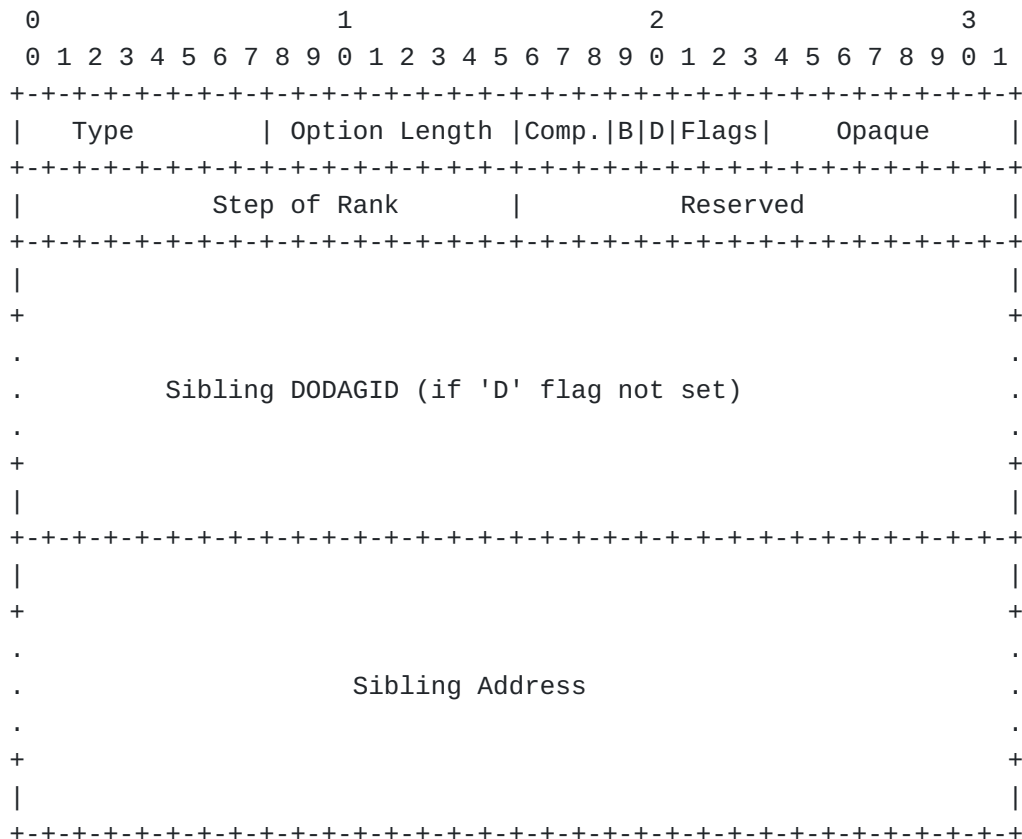 0                   1                   2                   3
 0 1 2 3 4 5 6 7 8 9 0 1 2 3 4 5 6 7 8 9 0 1 2 3 4 5 6 7 8 9 0 1
+-+-+-+-+-+-+-+-+-+-+-+-+-+-+-+-+-+-+-+-+-+-+-+-+-+-+-+-+-+-+-+-+
|   Type        | Option Length |Comp.|B|D|Flags|    Opaque     |
+-+-+-+-+-+-+-+-+-+-+-+-+-+-+-+-+-+-+-+-+-+-+-+-+-+-+-+-+-+-+-+-+
|            Step of Rank       |          Reserved             |
+-+-+-+-+-+-+-+-+-+-+-+-+-+-+-+-+-+-+-+-+-+-+-+-+-+-+-+-+-+-+-+-+
|                                                               |
+                                                               +
.                                                               .
.         Sibling DODAGID (if 'D' flag not set)                 .
.                                                               .
+                                                               +
|                                                               |
+-+-+-+-+-+-+-+-+-+-+-+-+-+-+-+-+-+-+-+-+-+-+-+-+-+-+-+-+-+-+-+-+
|                                                               |
+                                                               +
.                                                               .
.                     Sibling Address                           .
.                                                               .
+                                                               +
|                                                               |
+-+-+-+-+-+-+-+-+-+-+-+-+-+-+-+-+-+-+-+-+-+-+-+-+-+-+-+-+-+-+-+-+